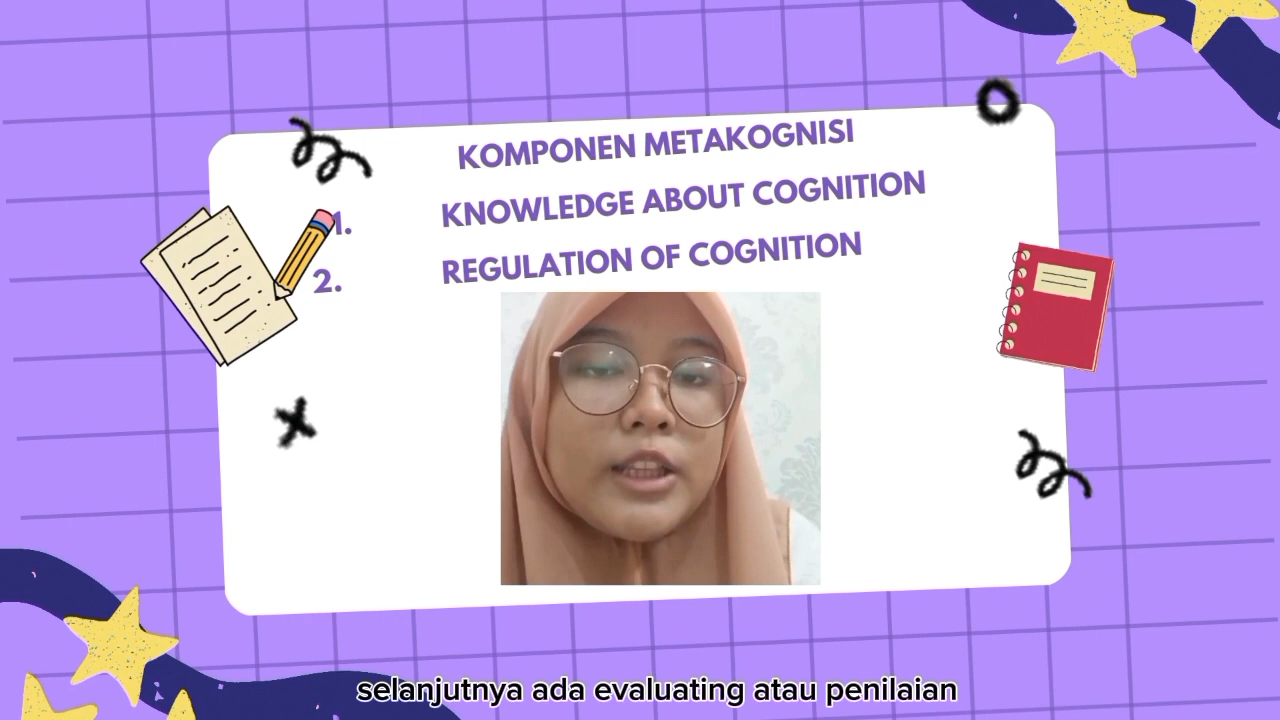 KOMPONEN METAKOGNISI
1. KNOWLEDGE ABOUT COGNITION
2. REGULATION OF COGNITION
selanjutnya ada evaluating atau penilaian